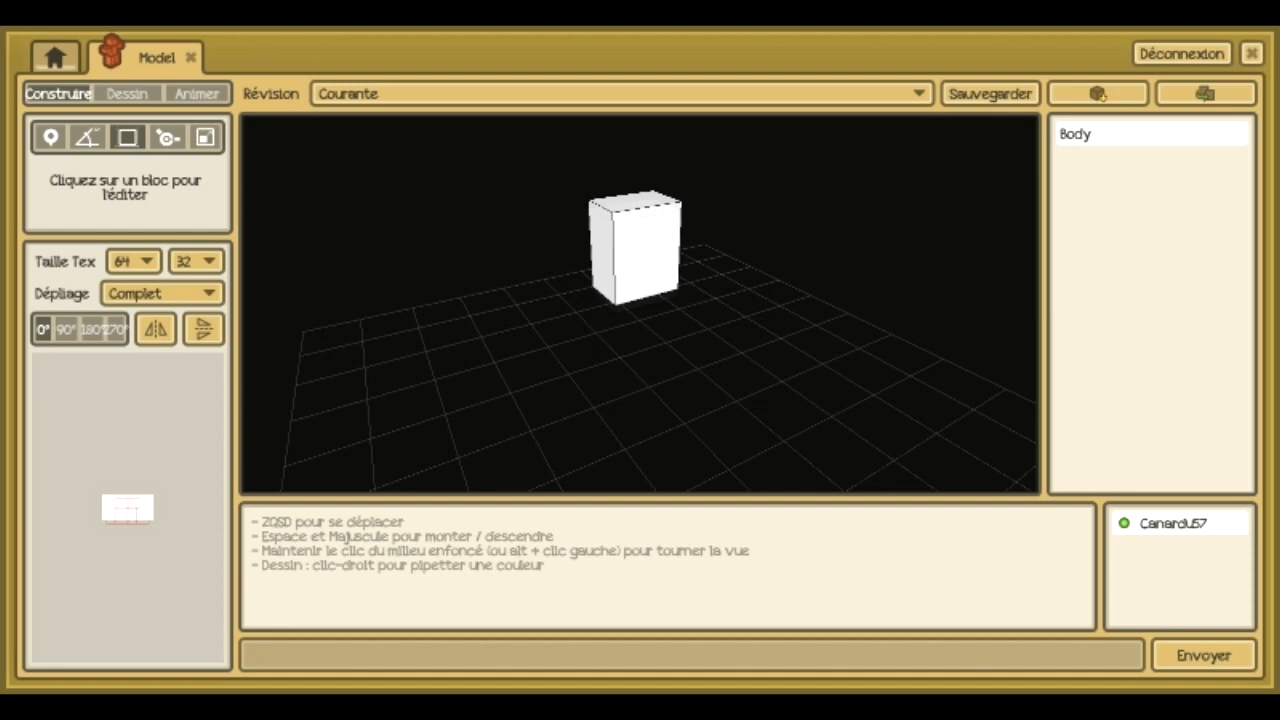 Model
Déconnexion
Construire Dessin Animer
Révision
Courante
Sauvegarder
Cliquez sur un bloc pour
l'éditer
Body
Taille Tex 64 32
Dépliage Complet
0° 90° 180° 270°
- ZQSD pour se déplacer
- Espace et Majuscule pour monter / descendre
- Maintenir le clic du milieu enfoncé (ou alt + clic gauche) pour tourner la vue
- Dessin : clic-droit pour pipetter une couleur
Canardu57
Envoyer